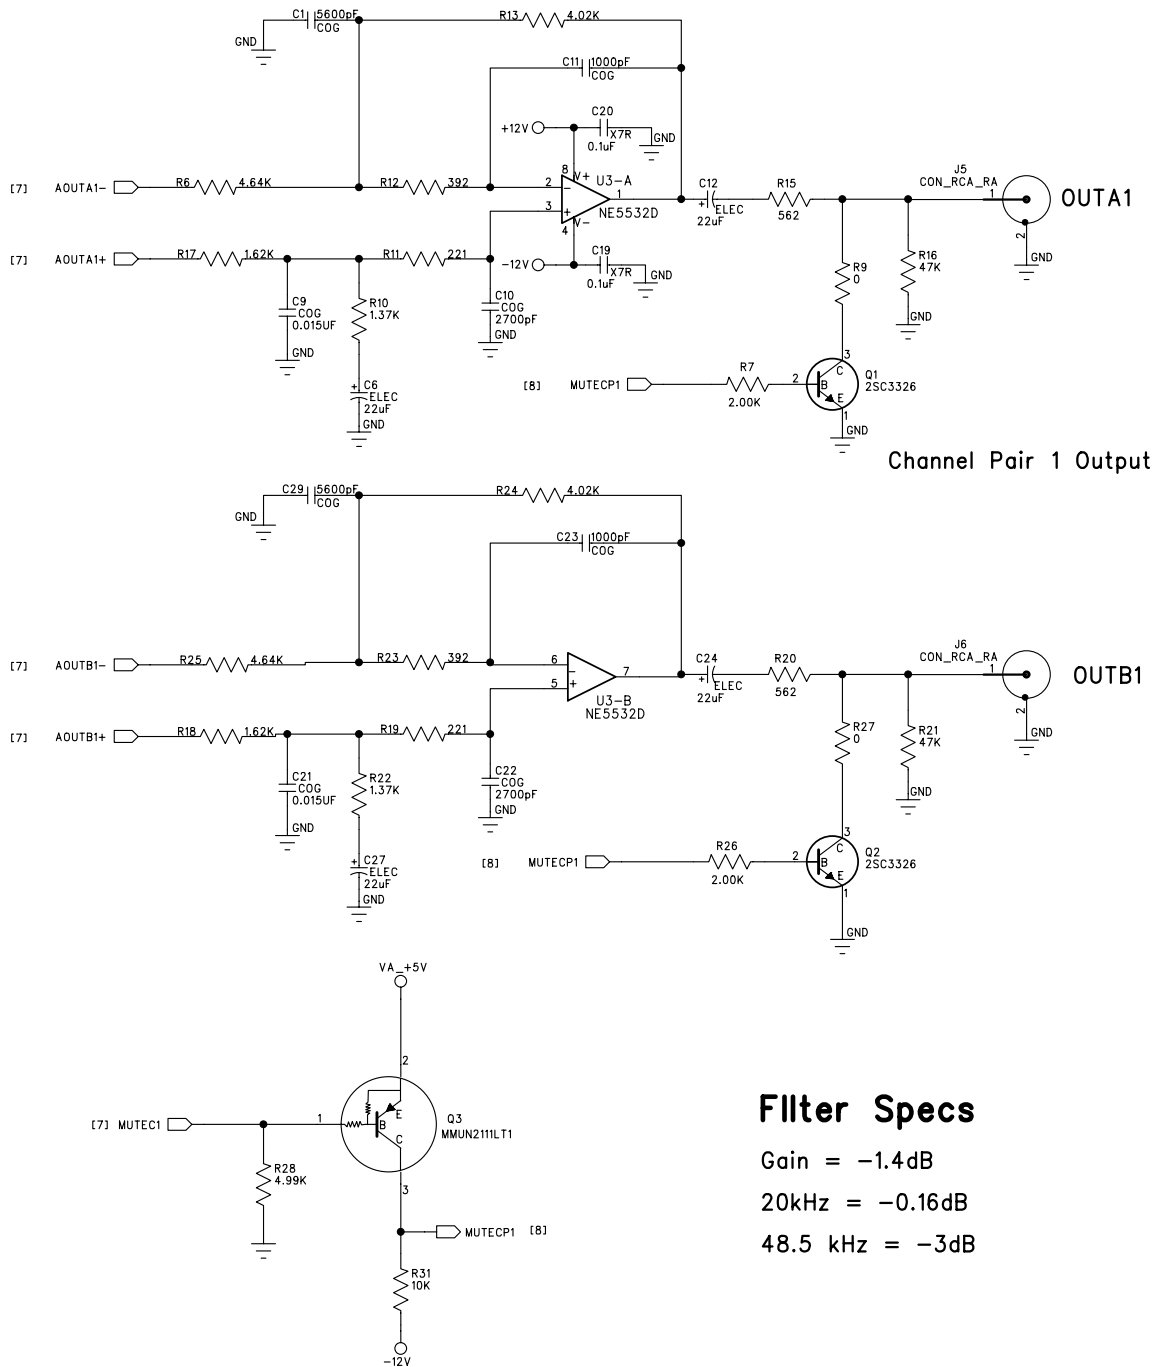 C1 5600pF
COG
GND
R13 4.02K
C11 1000pF
COG
C20
+12V
X7R
0.1uF
GND
[7] AOUTA1-
R6 4.64K
R12 392
8 V+
U3-A
2 -
1
3 +
NE5532D
V-
4
C12
+ ELEC
22uF
R15
562
J5
CON_RCA_RA
1
2
OUTA1
GND
[7] AOUTA1+
R17 1.62K
R11 221
-12V
C19
X7R
0.1uF
GND
R9
0
R16
47K
GND
C9
COG
0.015UF
GND
R10
1.37K
C10
COG
2700pF
GND
+ C6
ELEC
22uF
GND
[8] MUTECP1
R7
2.00K
2
B
3
C
E
1
Q1
2SC3326
GND
Channel Pair 1 Output
C29 5600pF
COG
GND
R24 4.02K
C23 1000pF
COG
[7] AOUTB1-
R25 4.64K
R23 392
6 -
7
5 +
U3-B
NE5532D
C24
+ ELEC
22uF
R20
562
J6
CON_RCA_RA
1
2
OUTB1
GND
[7] AOUTB1+
R18 1.62K
R19 221
R27
0
R21
47K
GND
C21
COG
0.015UF
GND
R22
1.37K
C22
COG
2700pF
GND
+ C27
ELEC
22uF
GND
[8] MUTECP1
R26
2.00K
2
B
3
C
E
1
Q2
2SC3326
GND
VA_+5V
2
[7] MUTEC1
1
B
E
C
Q3
MMUN2111LT1
R28
4.99K
3
MUTECP1 [8]
R31
10K
-12V
Filter Specs
Gain = -1.4dB
20kHz = -0.16dB
48.5 kHz = -3dB